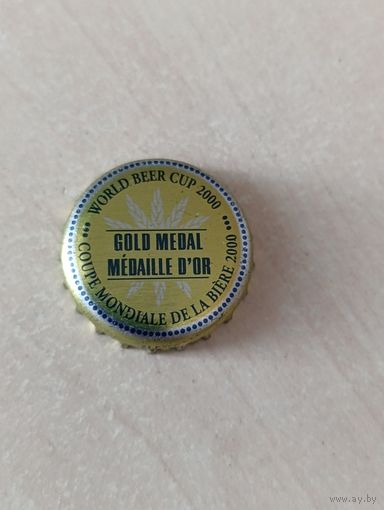 WORLD BEER CUP 2000
GOLD MEDAL
MÉDAILLE D'OR
COUPE MONDIALE DE LA BIÈRE 2000
www.ay.by